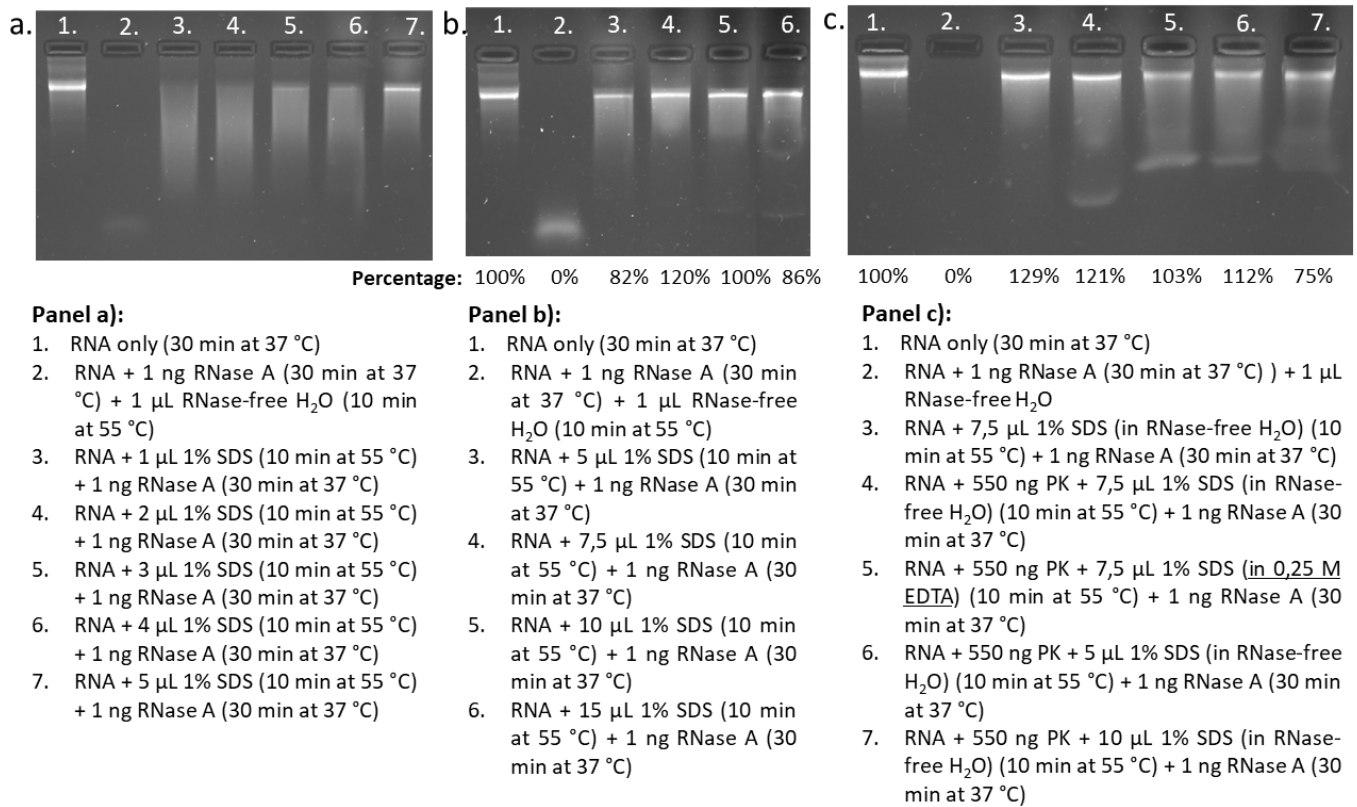 a. 1. 2. 3. 4. 5. 6. 7.
b. 1. 2. 3. 4. 5. 6.
c. 1. 2. 3. 4. 5. 6. 7.
Percentage: 100% 0% 82% 120% 100% 86%
100% 0% 129% 121% 103% 112% 75%
Panel a):
1. RNA only (30 min at 37 °C)
2. RNA + 1 ng RNase A (30 min at 37
°C) + 1 µL RNase-free H₂O (10 min
at 55 °C)
3. RNA + 1 µL 1% SDS (10 min at 55 °C)
+ 1 ng RNase A (30 min at 37 °C)
4. RNA + 2 µL 1% SDS (10 min at 55 °C)
+ 1 ng RNase A (30 min at 37 °C)
5. RNA + 3 µL 1% SDS (10 min at 55 °C)
+ 1 ng RNase A (30 min at 37 °C)
6. RNA + 4 µL 1% SDS (10 min at 55 °C)
+ 1 ng RNase A (30 min at 37 °C)
7. RNA + 5 µL 1% SDS (10 min at 55 °C)
+ 1 ng RNase A (30 min at 37 °C)
Panel b):
1. RNA only (30 min at 37 °C)
2. RNA + 1 ng RNase A (30 min
at 37 °C) + 1 µL RNase-free
H₂O (10 min at 55 °C)
3. RNA + 5 µL 1% SDS (10 min at
55 °C) + 1 ng RNase A (30 min
at 37 °C)
4. RNA + 7,5 µL 1% SDS (10 min
at 55 °C) + 1 ng RNase A (30
min at 37 °C)
5. RNA + 10 µL 1% SDS (10 min
at 55 °C) + 1 ng RNase A (30
min at 37 °C)
6. RNA + 15 µL 1% SDS (10 min
at 55 °C) + 1 ng RNase A (30
min at 37 °C)
Panel c):
1. RNA only (30 min at 37 °C)
2. RNA + 1 ng RNase A (30 min at 37 °C) ) + 1 µL
RNase-free H₂O
3. RNA + 7,5 µL 1% SDS (in RNase-free H₂O) (10
min at 55 °C) + 1 ng RNase A (30 min at 37 °C)
4. RNA + 550 ng PK + 7,5 µL 1% SDS (in RNase-
free H₂O) (10 min at 55 °C) + 1 ng RNase A (30
min at 37 °C)
5. RNA + 550 ng PK + 7,5 µL 1% SDS (in 0,25 M
EDTA) (10 min at 55 °C) + 1 ng RNase A (30
min at 37 °C)
6. RNA + 550 ng PK + 5 µL 1% SDS (in RNase-free
H₂O) (10 min at 55 °C) + 1 ng RNase A (30 min
at 37 °C)
7. RNA + 550 ng PK + 10 µL 1% SDS (in RNase-
free H₂O) (10 min at 55 °C) + 1 ng RNase A (30
min at 37 °C)